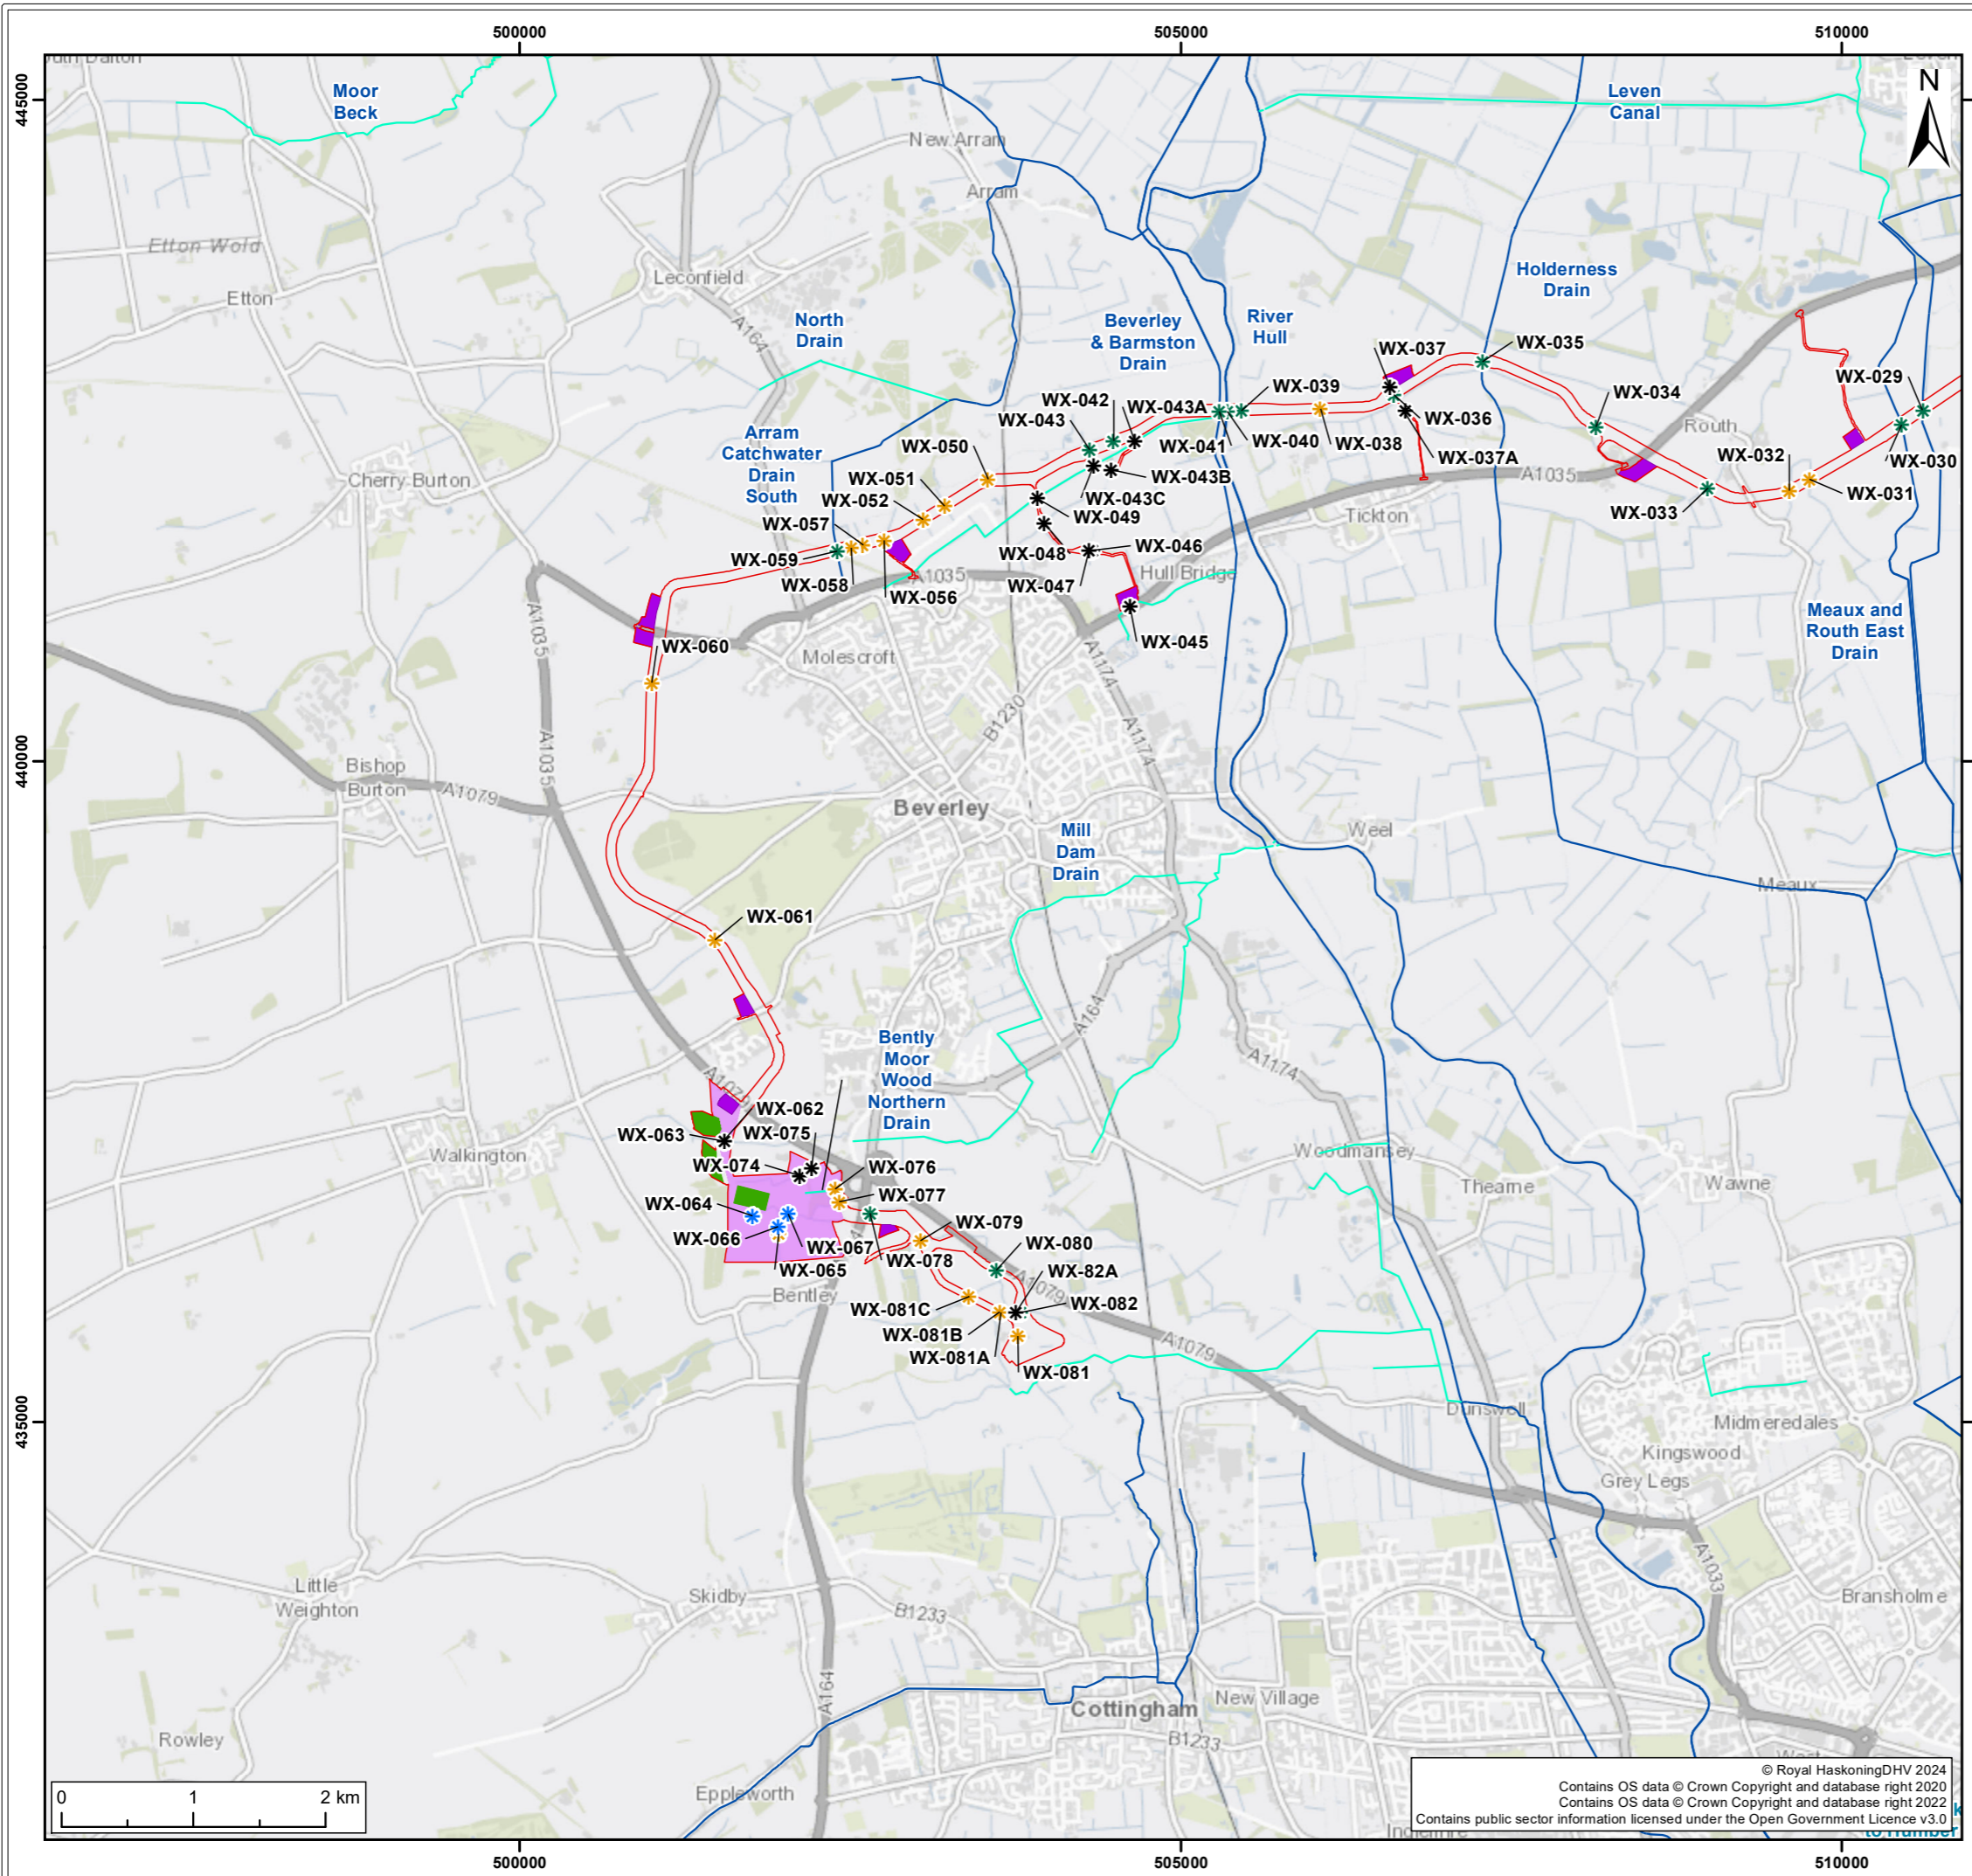 500000
505000
510000
445000
440000
435000
N
Moor
Beck
Leven
Canal
New Arram
Arram
Etton Wold
Etton
Leconfield
A164
Holderness
Drain
North
Drain
Beverley
& Barmston
Drain
River
Hull
WX-037
WX-035
WX-029
WX-034
WX-039
WX-042
WX-043A
WX-043
WX-036
Routh
WX-041
WX-040
WX-038
WX-037A
WX-030
WX-032
WX-031
WX-033
A1035
WX-050
Arram
Catchwater
Drain
South
Cherry Burton
WX-051
WX-052
WX-043B
WX-043C
WX-049
Tickton
WX-057
WX-059
WX-058
WX-056
A1035
WX-048
WX-046
WX-047
Hull Bridge
WX-045
Meaux and
Routh East
Drain
A1035
WX-060
Molescroft
A1174
B1230
A1174
A1035
Bishop
Burton
A1079
Beverley
Mill
Dam
Drain
Weel
Meaux
WX-061
A164
A1174
Bently
Moor
Wood
Northern
Drain
WX-062
WX-063
WX-075
WX-074
Walkington
WX-076
WX-077
WX-064
WX-066
WX-067
WX-065
WX-078
WX-079
WX-080
WX-82A
A1079
WX-082
WX-081C
WX-081B
WX-081A
WX-081
Bentley
Woodmansey
Thearne
Wawne
A1079
Dunswell
Midmeredales
Kingswood
Grey Legs
A1033
Bransholme
Little
Weighton
Skidby
B1233
A164
Cottingham
New Village
B1233
Rowley
Eppleworth
0 1 2 km
© Royal HaskoningDHV 2024
Contains OS data © Crown Copyright and database right 2020
Contains OS data © Crown Copyright and database right 2022
Contains public sector information licensed under the Open Government Licence v3.0
to Humber
500000
505000
510000